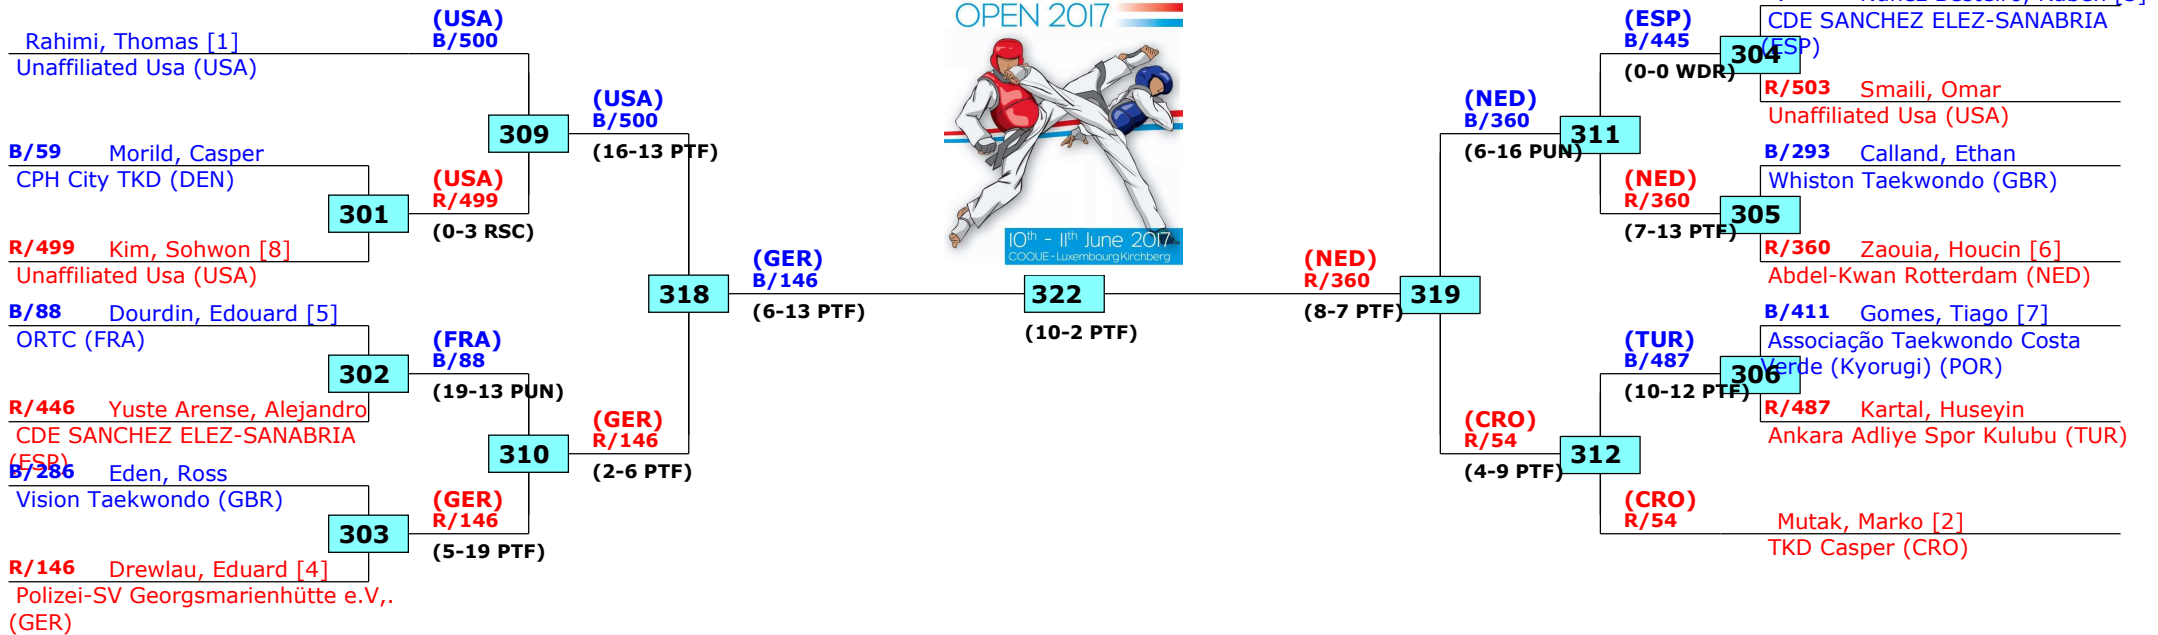 (USA)
B/500
Rahimi, Thomas [1]
Unaffiliated Usa (USA)
(USA)
B/500
309
(16-13 PTF)
B/59 Morild, Casper
CPH City TKD (DEN)
(USA)
R/499
301
(0-3 RSC)
R/499 Kim, Sohwon [8]
Unaffiliated Usa (USA)
(GER)
B/146
318
(6-13 PTF)
B/88 Dourdin, Edouard [5]
ORTC (FRA)
(FRA)
B/88
302
(19-13 PUN)
R/446 Yuste Arense, Alejandro
CDE SANCHEZ ELEZ-SANABRIA
(ESP)
(GER)
R/146
310
(2-6 PTF)
B/286 Eden, Ross
Vision Taekwondo (GBR)
(GER)
R/146
303
(5-19 PTF)
R/146 Drewlau, Eduard [4]
Polizei-SV Georgsmarienhütte e.V,.
(GER)
OPEN 2017
10th - 11th June 2017
COQUE - Luxembourg Kirchberg
322
(10-2 PTF)
(ESP)
B/445
CDE SANCHEZ ELEZ-SANABRIA
(ESP)
304
(0-0 WDR)
R/503 Smaili, Omar
Unaffiliated Usa (USA)
(NED)
B/360
311
(6-16 PUN)
B/293 Calland, Ethan
Whiston Taekwondo (GBR)
(NED)
R/360
305
(7-13 PTF)
R/360 Zaouia, Houcin [6]
Abdel-Kwan Rotterdam (NED)
(NED)
R/360
319
(8-7 PTF)
B/411 Gomes, Tiago [7]
Associação Taekwondo Costa
Verde (Kyorugi) (POR)
(TUR)
B/487
306
(10-12 PTF)
R/487 Kartal, Huseyin
Ankara Adliye Spor Kulubu (TUR)
(CRO)
R/54
312
(4-9 PTF)
(CRO)
R/54
Mutak, Marko [2]
TKD Casper (CRO)